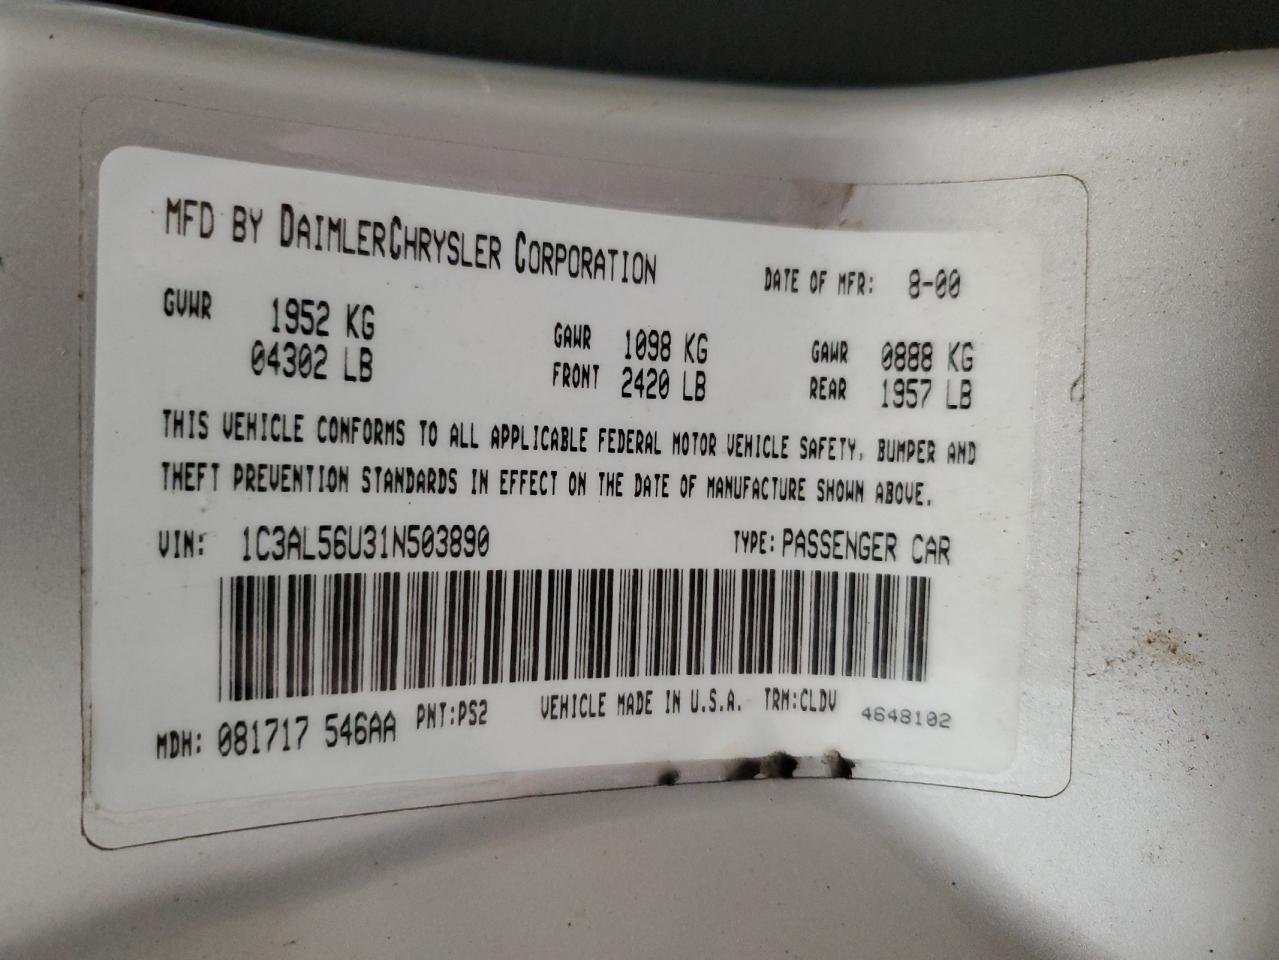 MFD BY DAIMLERCHRYSLER CORPORATION DATE OF MFR: 8-00
GVWR 1952 KG GAWR 1098 KG GAWR 0888 KG
04302 LB FRONT 2420 LB REAR 1957 LB
THIS VEHICLE CONFORMS TO ALL APPLICABLE FEDERAL MOTOR VEHICLE SAFETY, BUMPER AND
THEFT PREVENTION STANDARDS IN EFFECT ON THE DATE OF MANUFACTURE SHOWN ABOVE.
VIN: 1C3AL56U31N503890 TYPE: PASSENGER CAR
MDH: 081717 546AA PNT:PS2 VEHICLE MADE IN U.S.A. TRM:CLDV 4648102